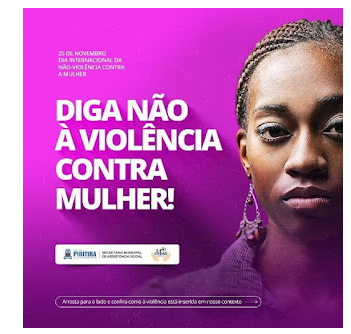 25 DE NOVEMBRO
DIA INTERNACIONAL DA
NÃO-VIOLÊNCIA CONTRA
A MULHER
DIGA NÃO
À VIOLÊNCIA
CONTRA
MULHER!
PIRITIBA
SECRETARIA MUNICIPAL
DE ASSISTÊNCIA SOCIAL
Arrasta para o lado e confira como a violência está inserida em nosso contexto